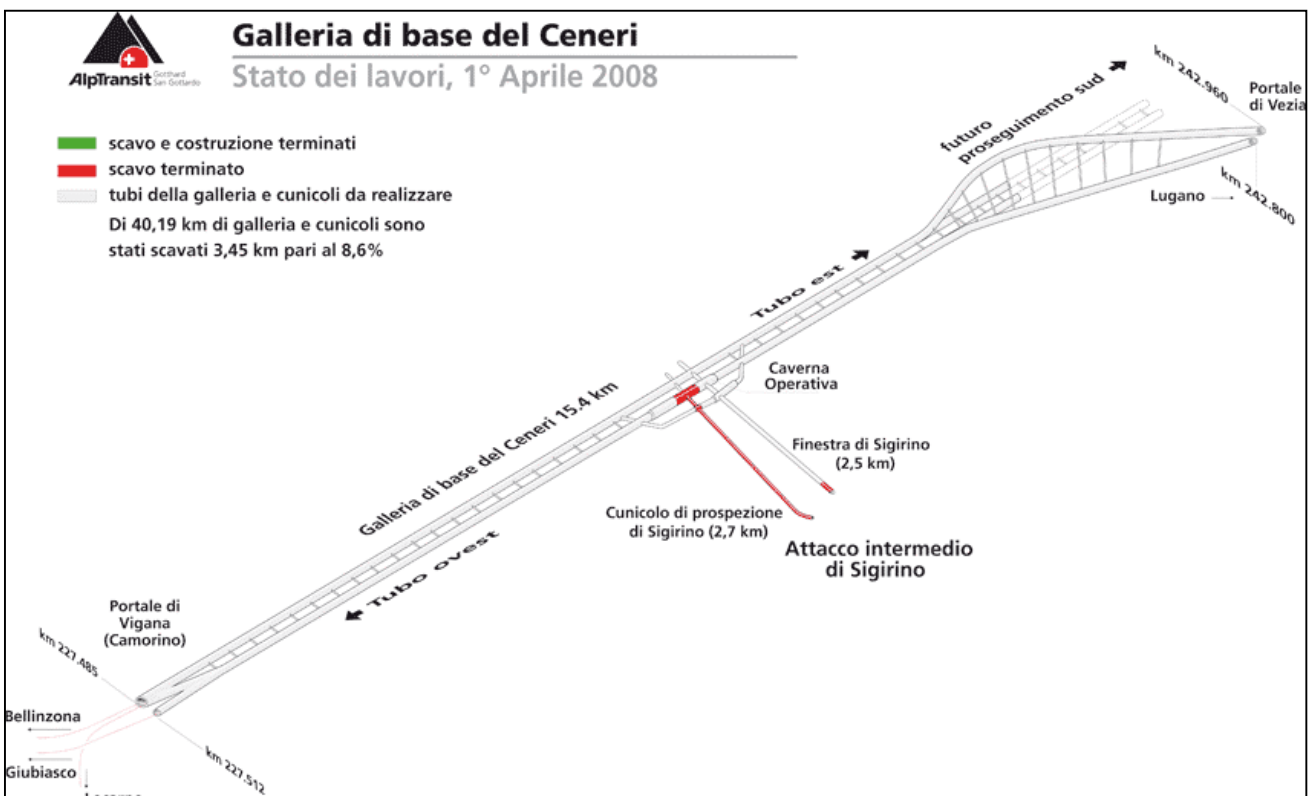 Galleria di base del Ceneri
Stato dei lavori, 1° Aprile 2008
AlpTransit Gotthard
San Gottardo
scavo e costruzione terminati
scavo terminato
tubi della galleria e cunicoli da realizzare
Di 40,19 km di galleria e cunicoli sono
stati scavati 3,45 km pari al 8,6%
km 242.960
Portale
di Vezia
futuro
proseguimento sud
Lugano
km 242.800
Tubo est
Caverna
Operativa
Galleria di base del Ceneri 15.4 km
Finestra di Sigirino
(2,5 km)
Cunicolo di prospezione
di Sigirino (2,7 km)
Attacco intermedio
di Sigirino
Tubo ovest
Portale di
Vigana
(Camorino)
km 227.485
Bellinzona
Giubiasco
km 227.512